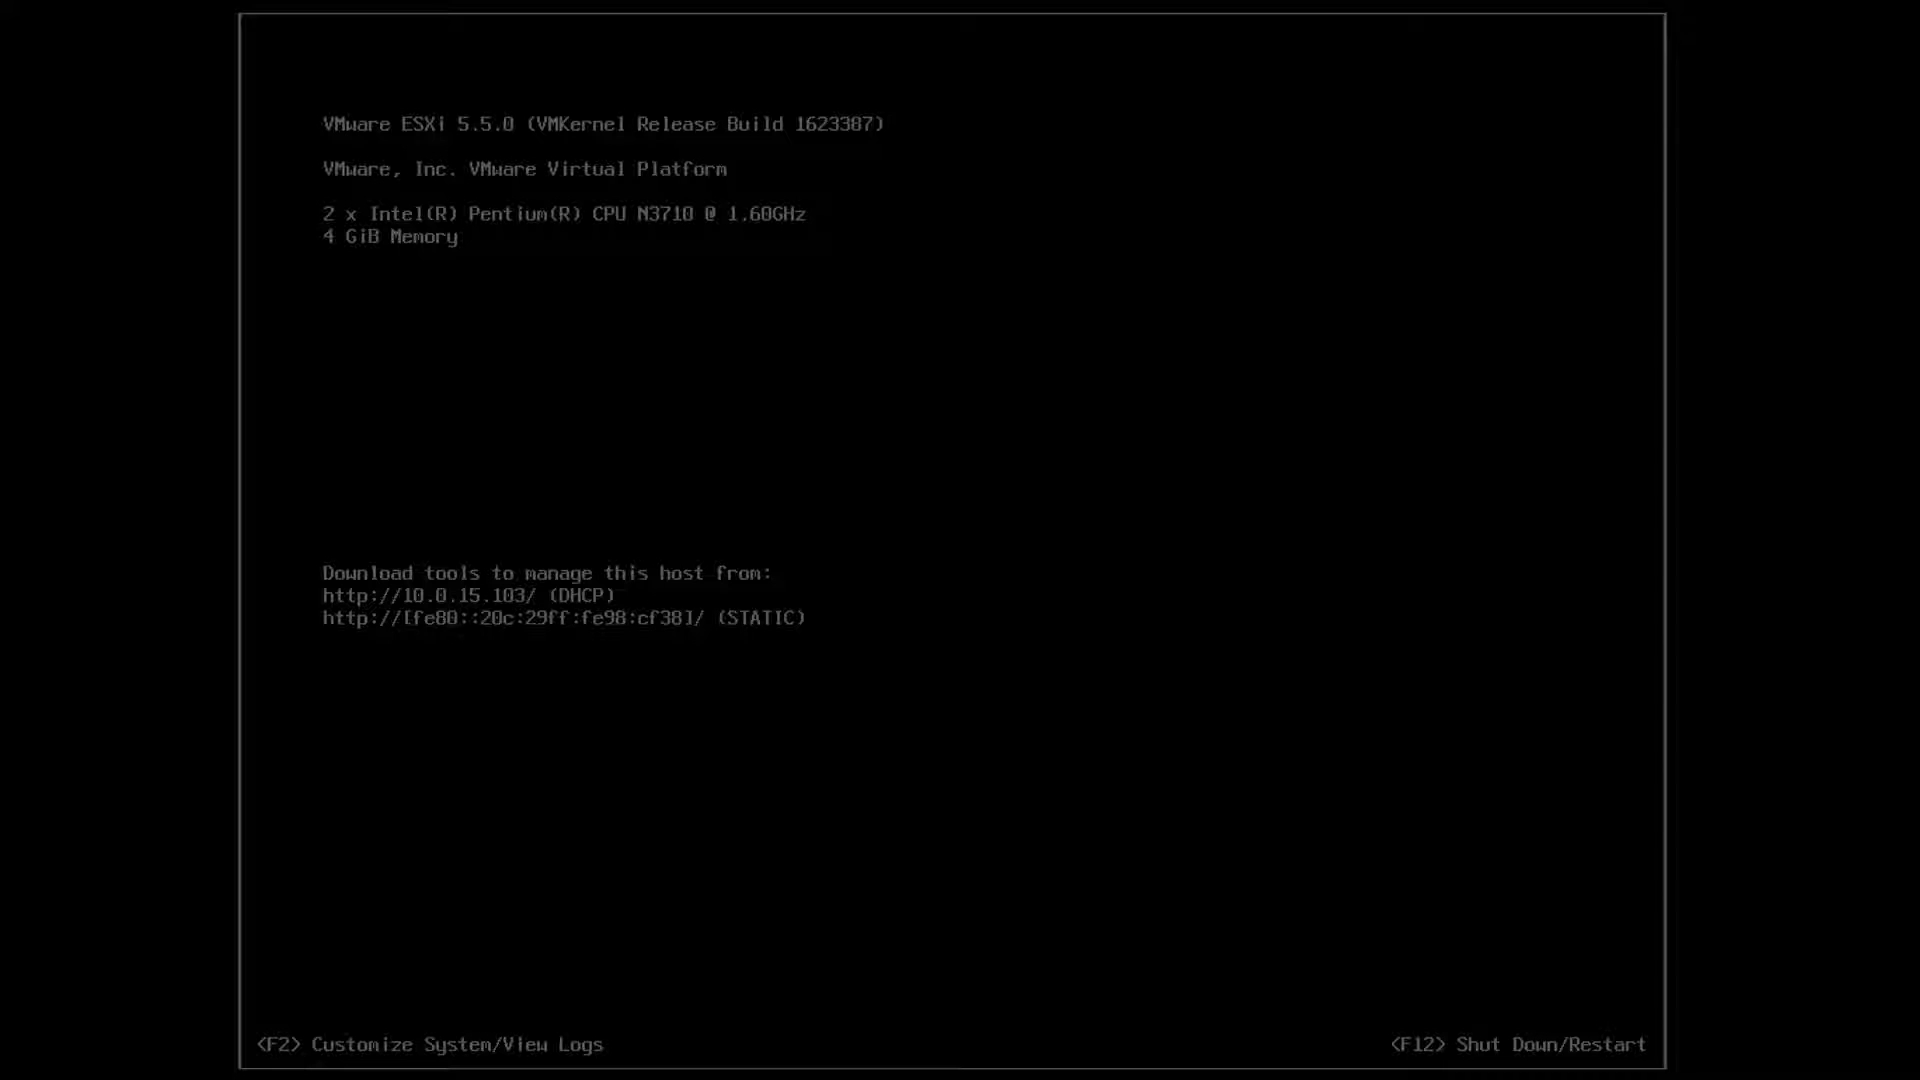 VMware ESXi 5.5.0 (VMKernel Release Build 1623387)
VMware, Inc. VMware Virtual Platform
2 x Intel(R) Pentium(R) CPU N3710 @ 1.60GHz
4 GiB Memory
Download tools to manage this host from:
http://10.0.15.103/ (DHCP)
http://[fe80::20c:29ff:fe98:cf38]/ (STATIC)
<F2> Customize System/View Logs
<F12> Shut Down/Restart